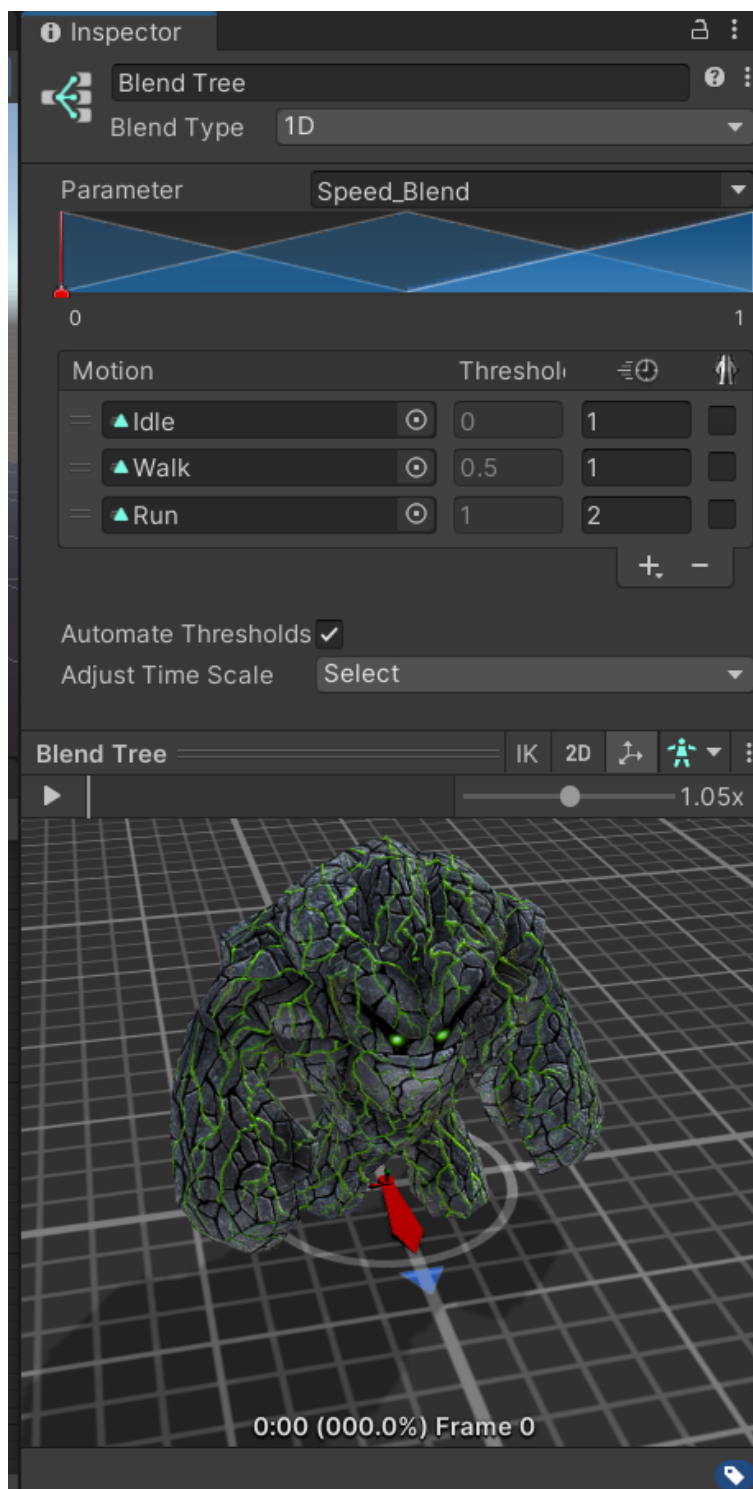 Inspector
Blend Tree
Blend Type 1D
Parameter Speed_Blend
0 1
Motion Threshol
Idle 0 1
Walk 0.5 1
Run 1 2
Automate Thresholds
Adjust Time Scale Select
Blend Tree IK 2D
1.05x
0:00 (000.0%) Frame 0